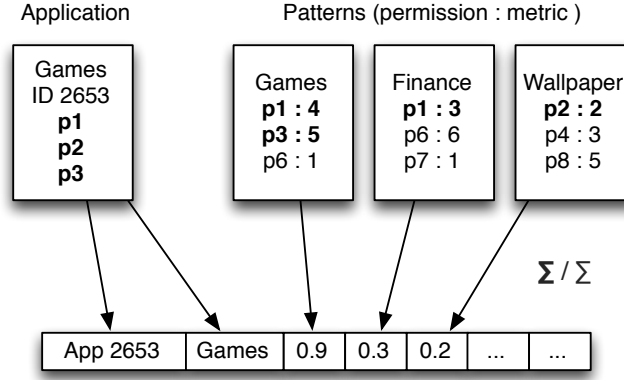 Application
Patterns (permission : metric )
Games
ID 2653
p1
p2
p3
Games
p1 : 4
p3 : 5
p6 : 1
Finance
p1 : 3
p6 : 6
p7 : 1
Wallpaper
p2 : 2
p4 : 3
p8 : 5
Σ / Σ
App 2653
Games
0.9
0.3
0.2
...
...